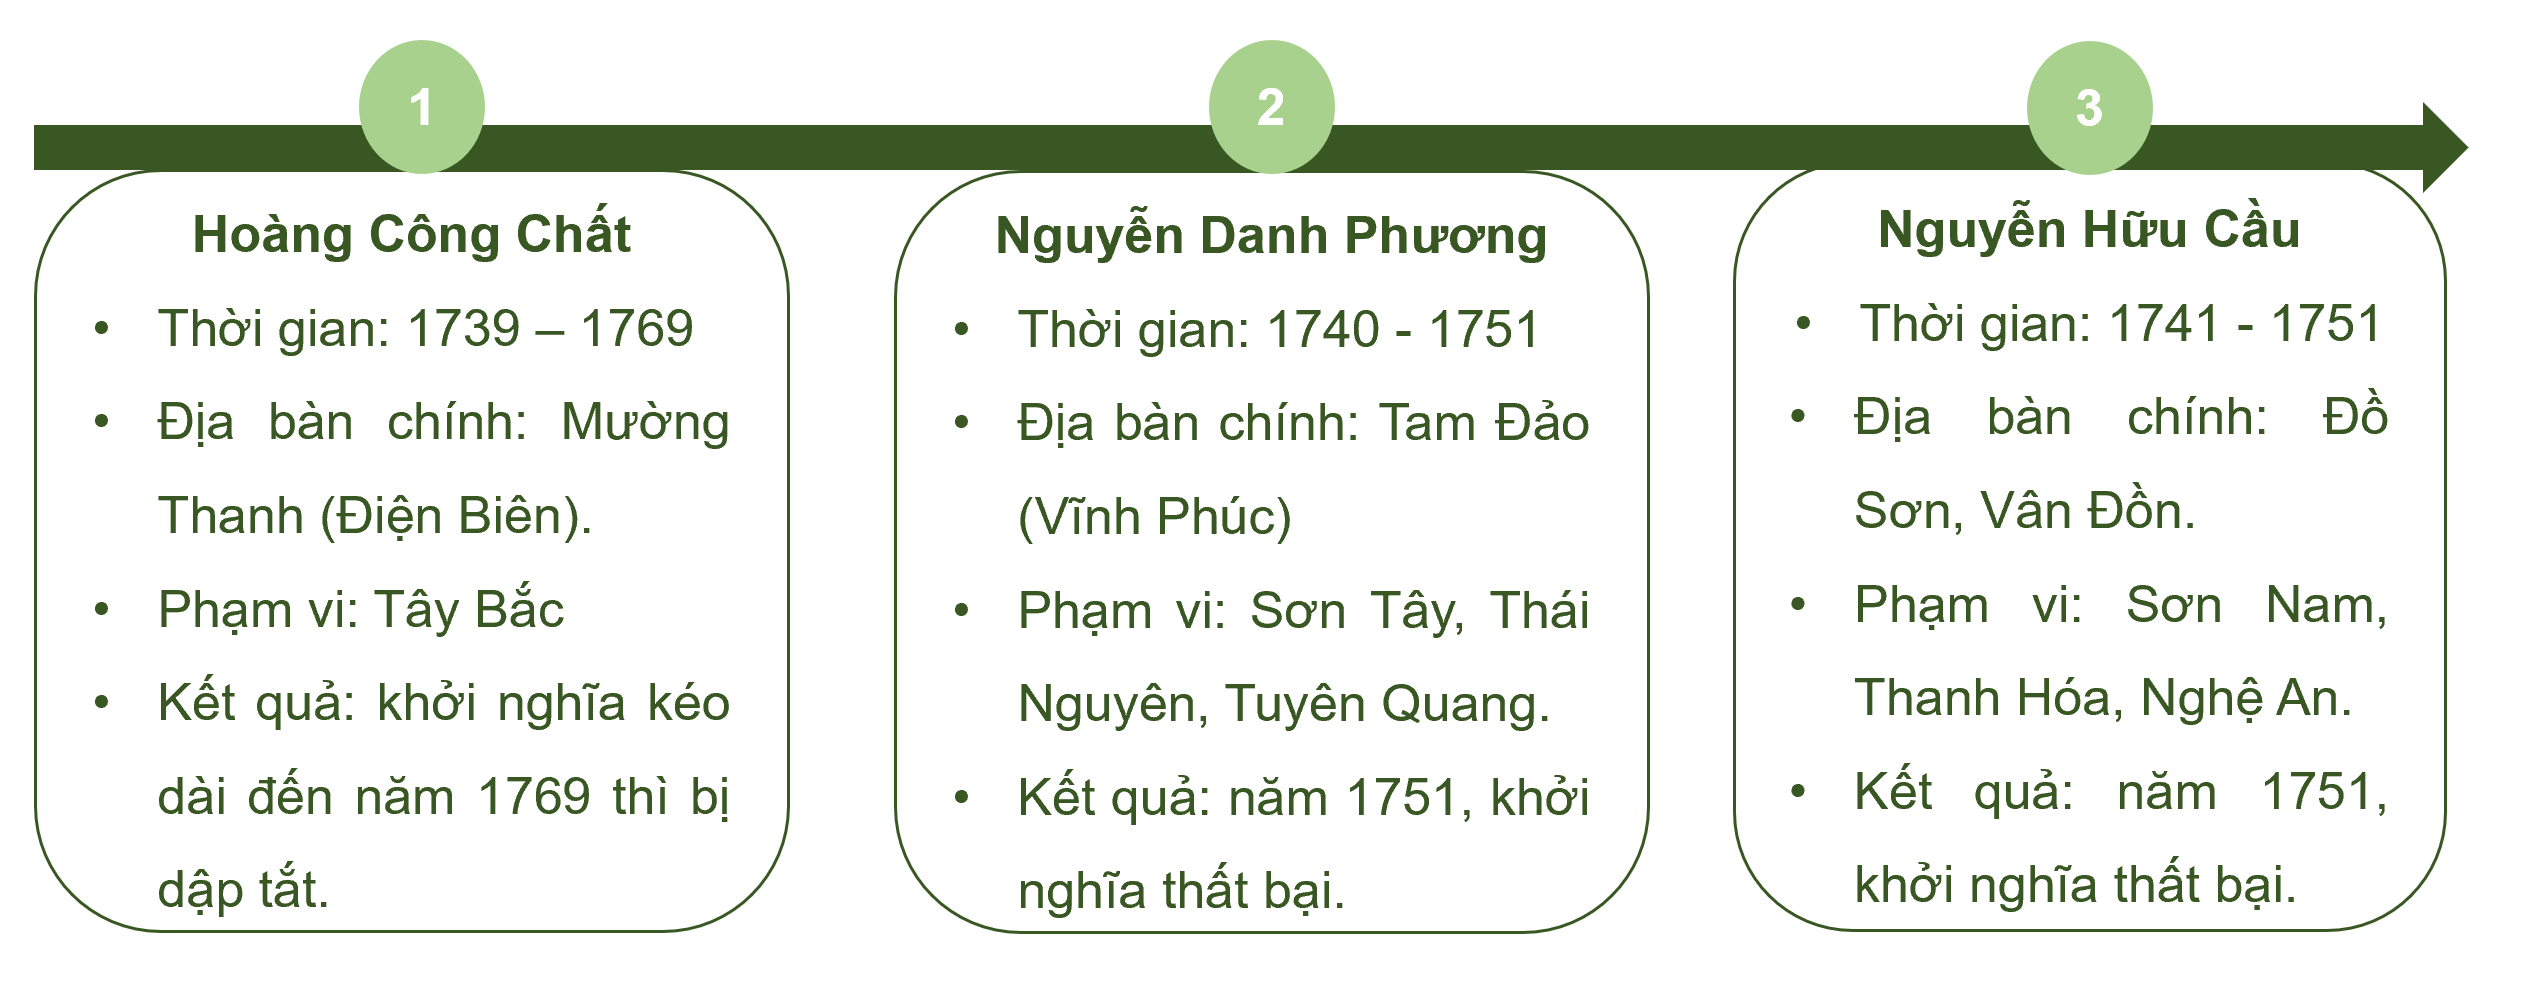 1
Hoàng Công Chất
• Thời gian: 1739 – 1769
• Địa bàn chính: Mường
Thanh (Điện Biên).
• Phạm vi: Tây Bắc
• Kết quả: khởi nghĩa kéo
dài đến năm 1769 thì bị
dập tắt.
2
Nguyễn Danh Phương
• Thời gian: 1740 - 1751
• Địa bàn chính: Tam Đảo
(Vĩnh Phúc)
• Phạm vi: Sơn Tây, Thái
Nguyên, Tuyên Quang.
• Kết quả: năm 1751, khởi
nghĩa thất bại.
3
Nguyễn Hữu Cầu
• Thời gian: 1741 - 1751
• Địa bàn chính: Đồ
Sơn, Vân Đồn.
• Phạm vi: Sơn Nam,
Thanh Hóa, Nghệ An.
• Kết quả: năm 1751,
khởi nghĩa thất bại.